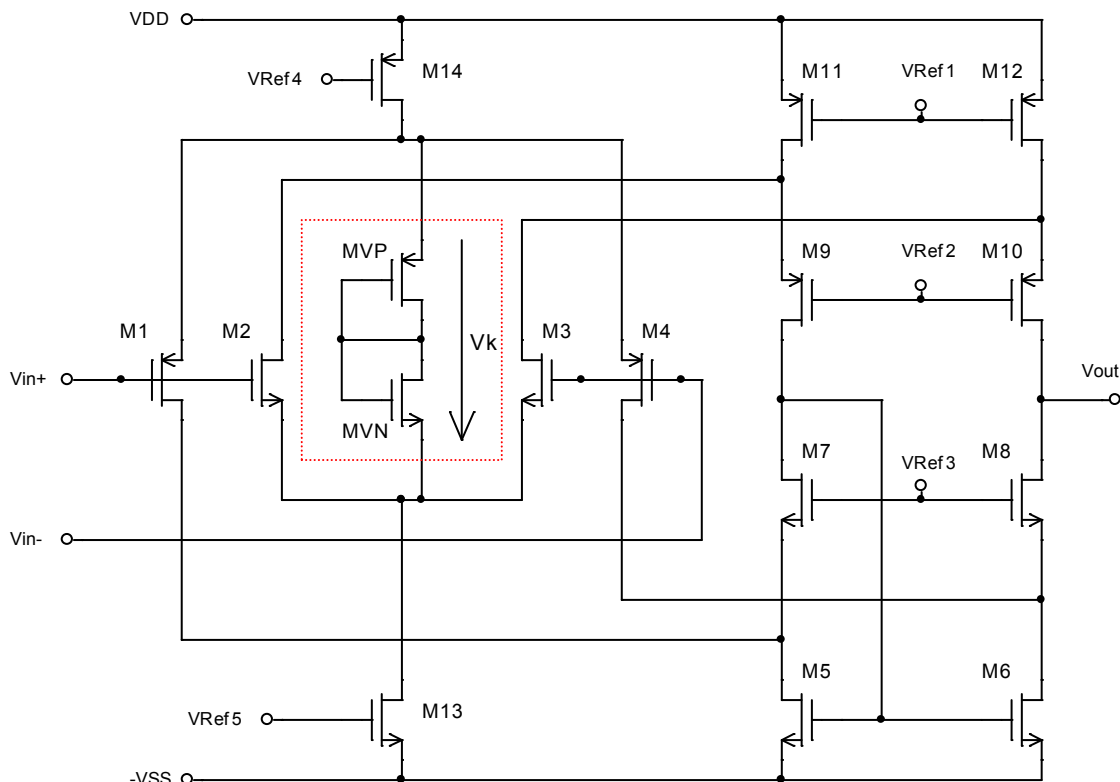 VDD
M14
VRef4
M11
VRef1
M12
MVP
M9
VRef2
M10
M1
M2
Vk
M3
M4
Vin+
Vout
MVN
M7
VRef3
M8
Vin-
M5
M6
VRef5
M13
-VSS